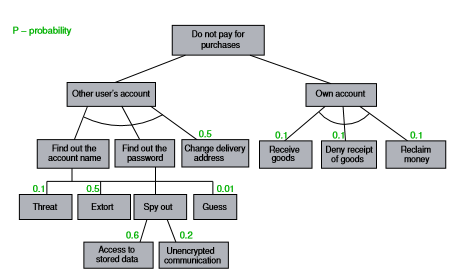 P – probability
Do not pay for
purchases
Other user's account
Own account
0.5
0.1
0.1
0.1
Find out the
account name
Find out the
password
Change delivery
address
Receive
goods
Deny receipt
of goods
Reclaim
money
0.1
0.5
0.01
Threat
Extort
Spy out
Guess
0.6
0.2
Access to
stored data
Unencrypted
communication